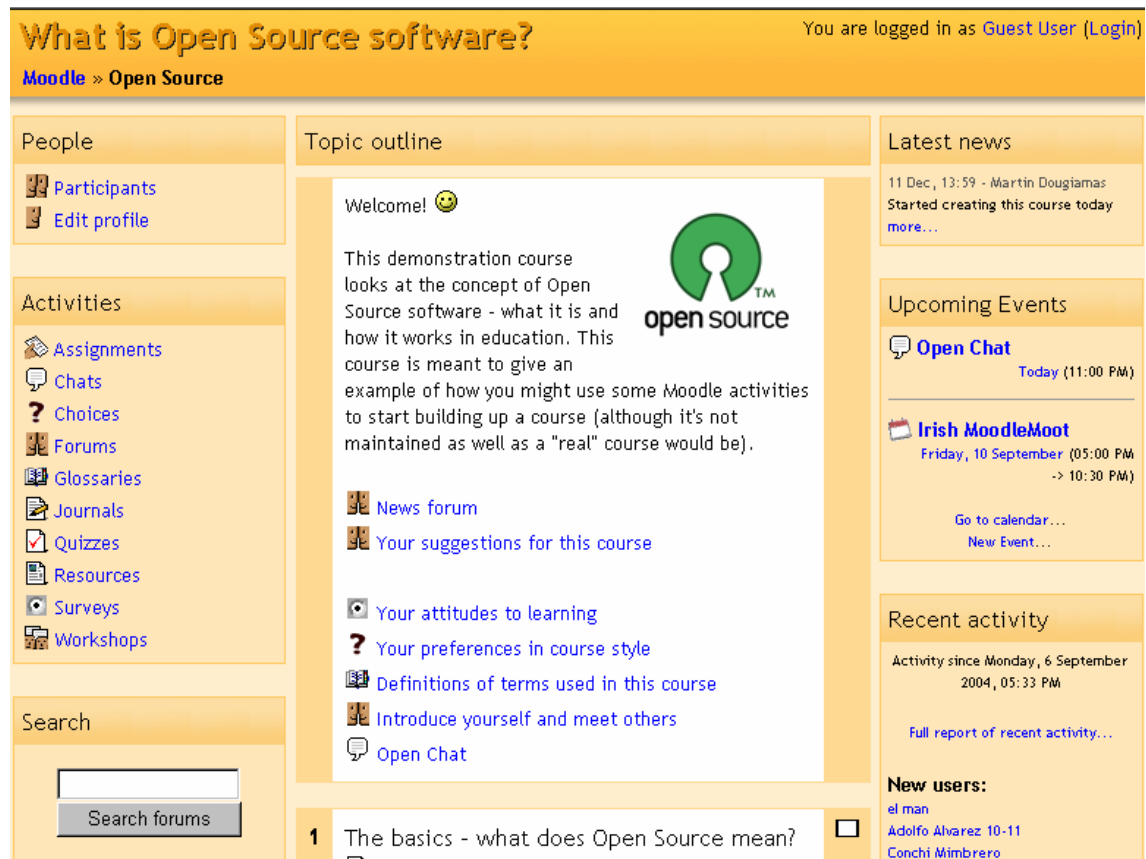 What is Open Source software?
You are logged in as Guest User (Login)
Moodle » Open Source
People
Participants
Edit profile
Activities
Assignments
Chats
Choices
Forums
Glossaries
Journals
Quizzes
Resources
Surveys
Workshops
Search
Search forums
Topic outline
Welcome!
This demonstration course
looks at the concept of Open
Source software - what it is and
how it works in education. This
course is meant to give an
example of how you might use some Moodle activities
to start building up a course (although it's not
maintained as well as a "real" course would be).
TM
open source
News forum
Your suggestions for this course
Your attitudes to learning
Your preferences in course style
Definitions of terms used in this course
Introduce yourself and meet others
Open Chat
1 The basics - what does Open Source mean?
Latest news
11 Dec, 13:59 - Martin Dougiamas
Started creating this course today
more...
Upcoming Events
Open Chat
Today (11:00 PM)
Irish MoodleMoot
Friday, 10 September (05:00 PM
-> 10:30 PM)
Go to calendar...
New Event...
Recent activity
Activity since Monday, 6 September
2004, 05:33 PM
Full report of recent activity...
New users:
el man
Adolfo Alvarez 10-11
Conchi Mimbrero